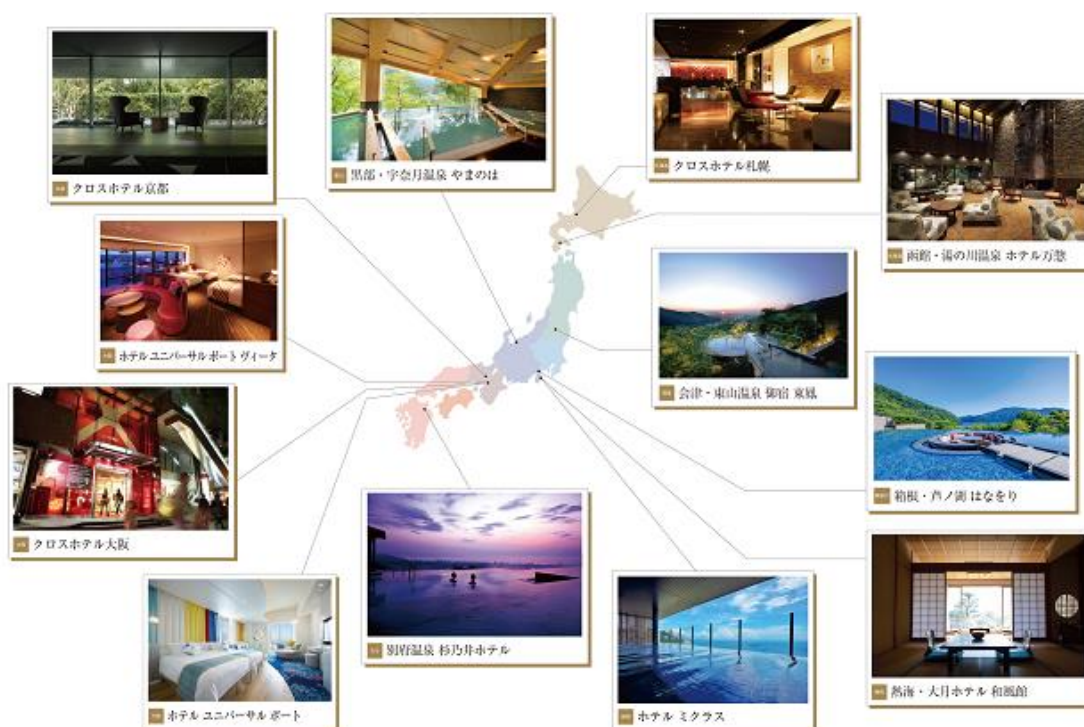 クロスホテル京都
黒部・宇奈月温泉 やまのは
クロスホテル札幌
函館・湯の川温泉 ホテル万惣
ホテル ユニバーサル ポート ヴィータ
会津・東山温泉 御宿 東鳳
クロスホテル大阪
箱根・芦ノ湖 はなをり
別府温泉 杉乃井ホテル
ホテル ユニバーサル ポート
ホテル ミクラス
熱海・大月ホテル 和風館